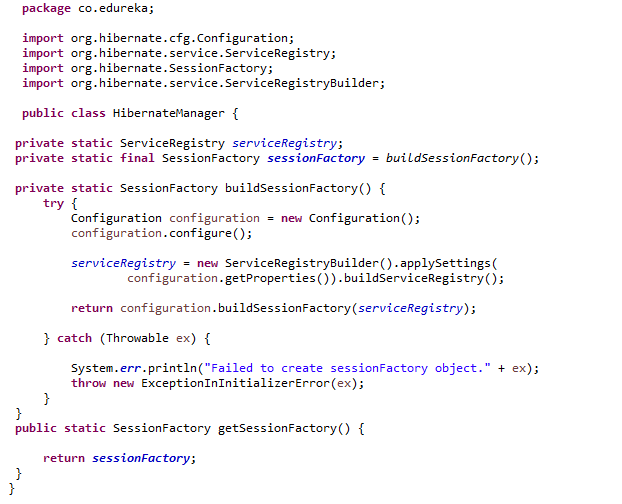 package co.edureka;
import org.hibernate.cfg.Configuration;
import org.hibernate.service.ServiceRegistry;
import org.hibernate.SessionFactory;
import org.hibernate.service.ServiceRegistryBuilder;
public class HibernateManager {
private static ServiceRegistry serviceRegistry;
private static final SessionFactory sessionFactory = buildSessionFactory();
private static SessionFactory buildSessionFactory() {
try {
Configuration configuration = new Configuration();
configuration.configure();
serviceRegistry = new ServiceRegistryBuilder().applySettings(
configuration.getProperties()).buildServiceRegistry();
return configuration.buildSessionFactory(serviceRegistry);
} catch (Throwable ex) {
System.err.println("Failed to create sessionFactory object." + ex);
throw new ExceptionInInitializerError(ex);
}
}
public static SessionFactory getSessionFactory() {
return sessionFactory;
}
}